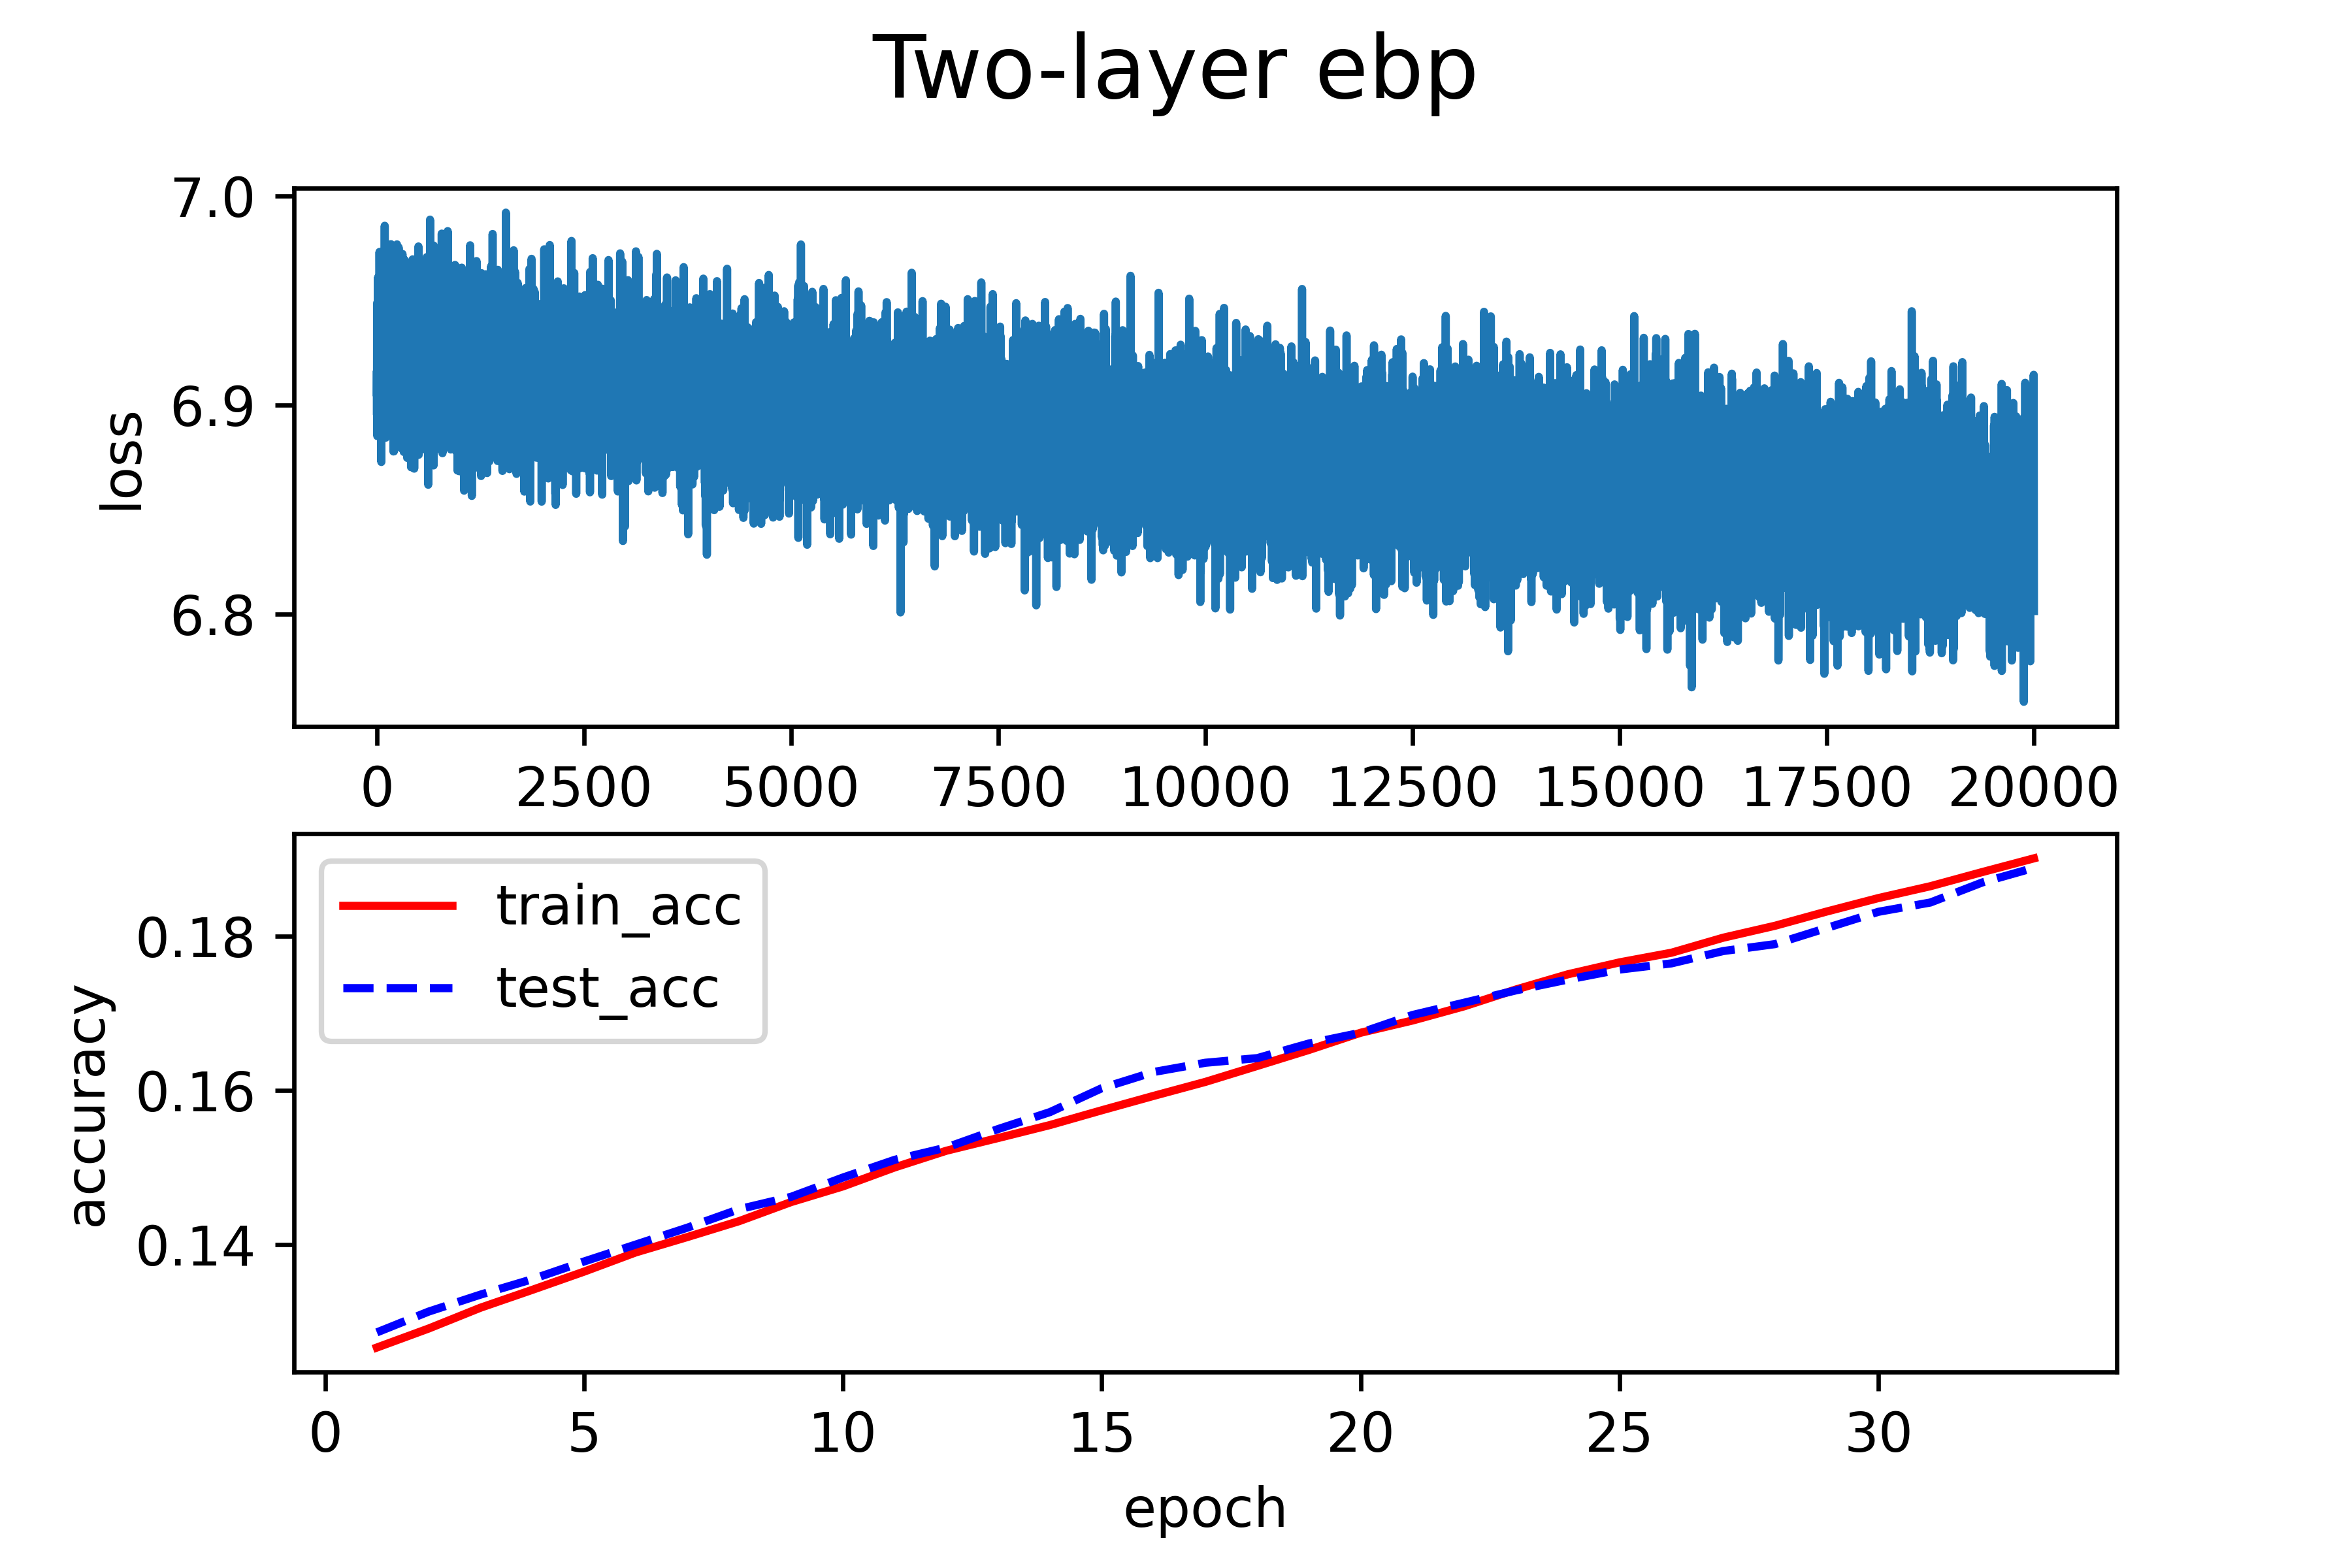 Two-layer ebp
7.0
6.9
6.8
loss
0 2500 5000 7500 10000 12500 15000 17500 20000
train_acc
test_acc
0.18
0.16
0.14
accuracy
0 5 10 15 20 25 30
epoch